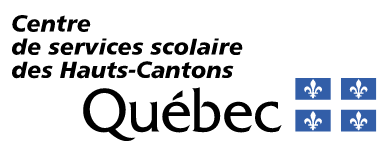 Centre
de services scolaire
des Hauts-Cantons
Québec